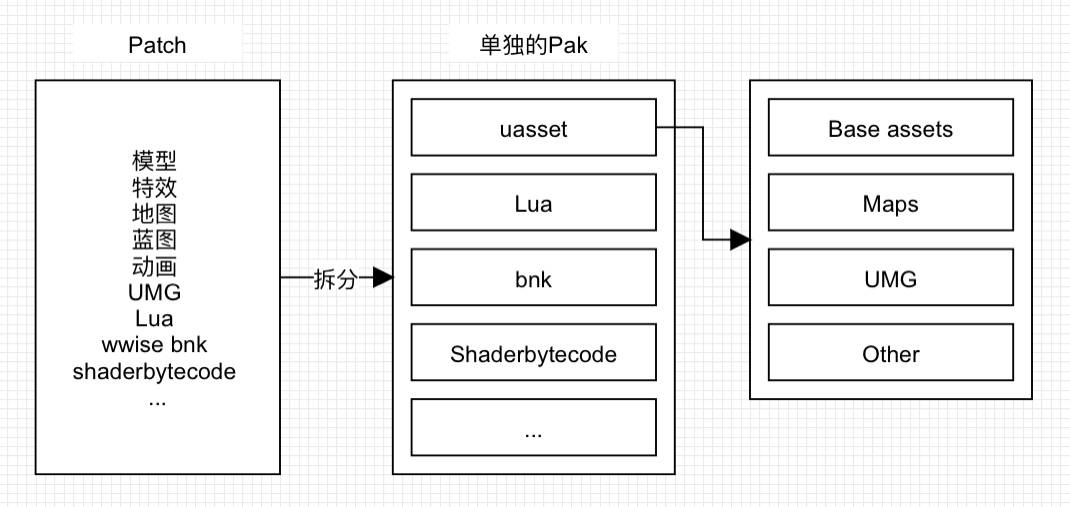 Patch
模型
特效
地图
蓝图
动画
UMG
Lua
wwise bnk
shaderbytecode
...
拆分
单独的Pak
uasset
Lua
bnk
Shaderbytecode
...
Base assets
Maps
UMG
Other